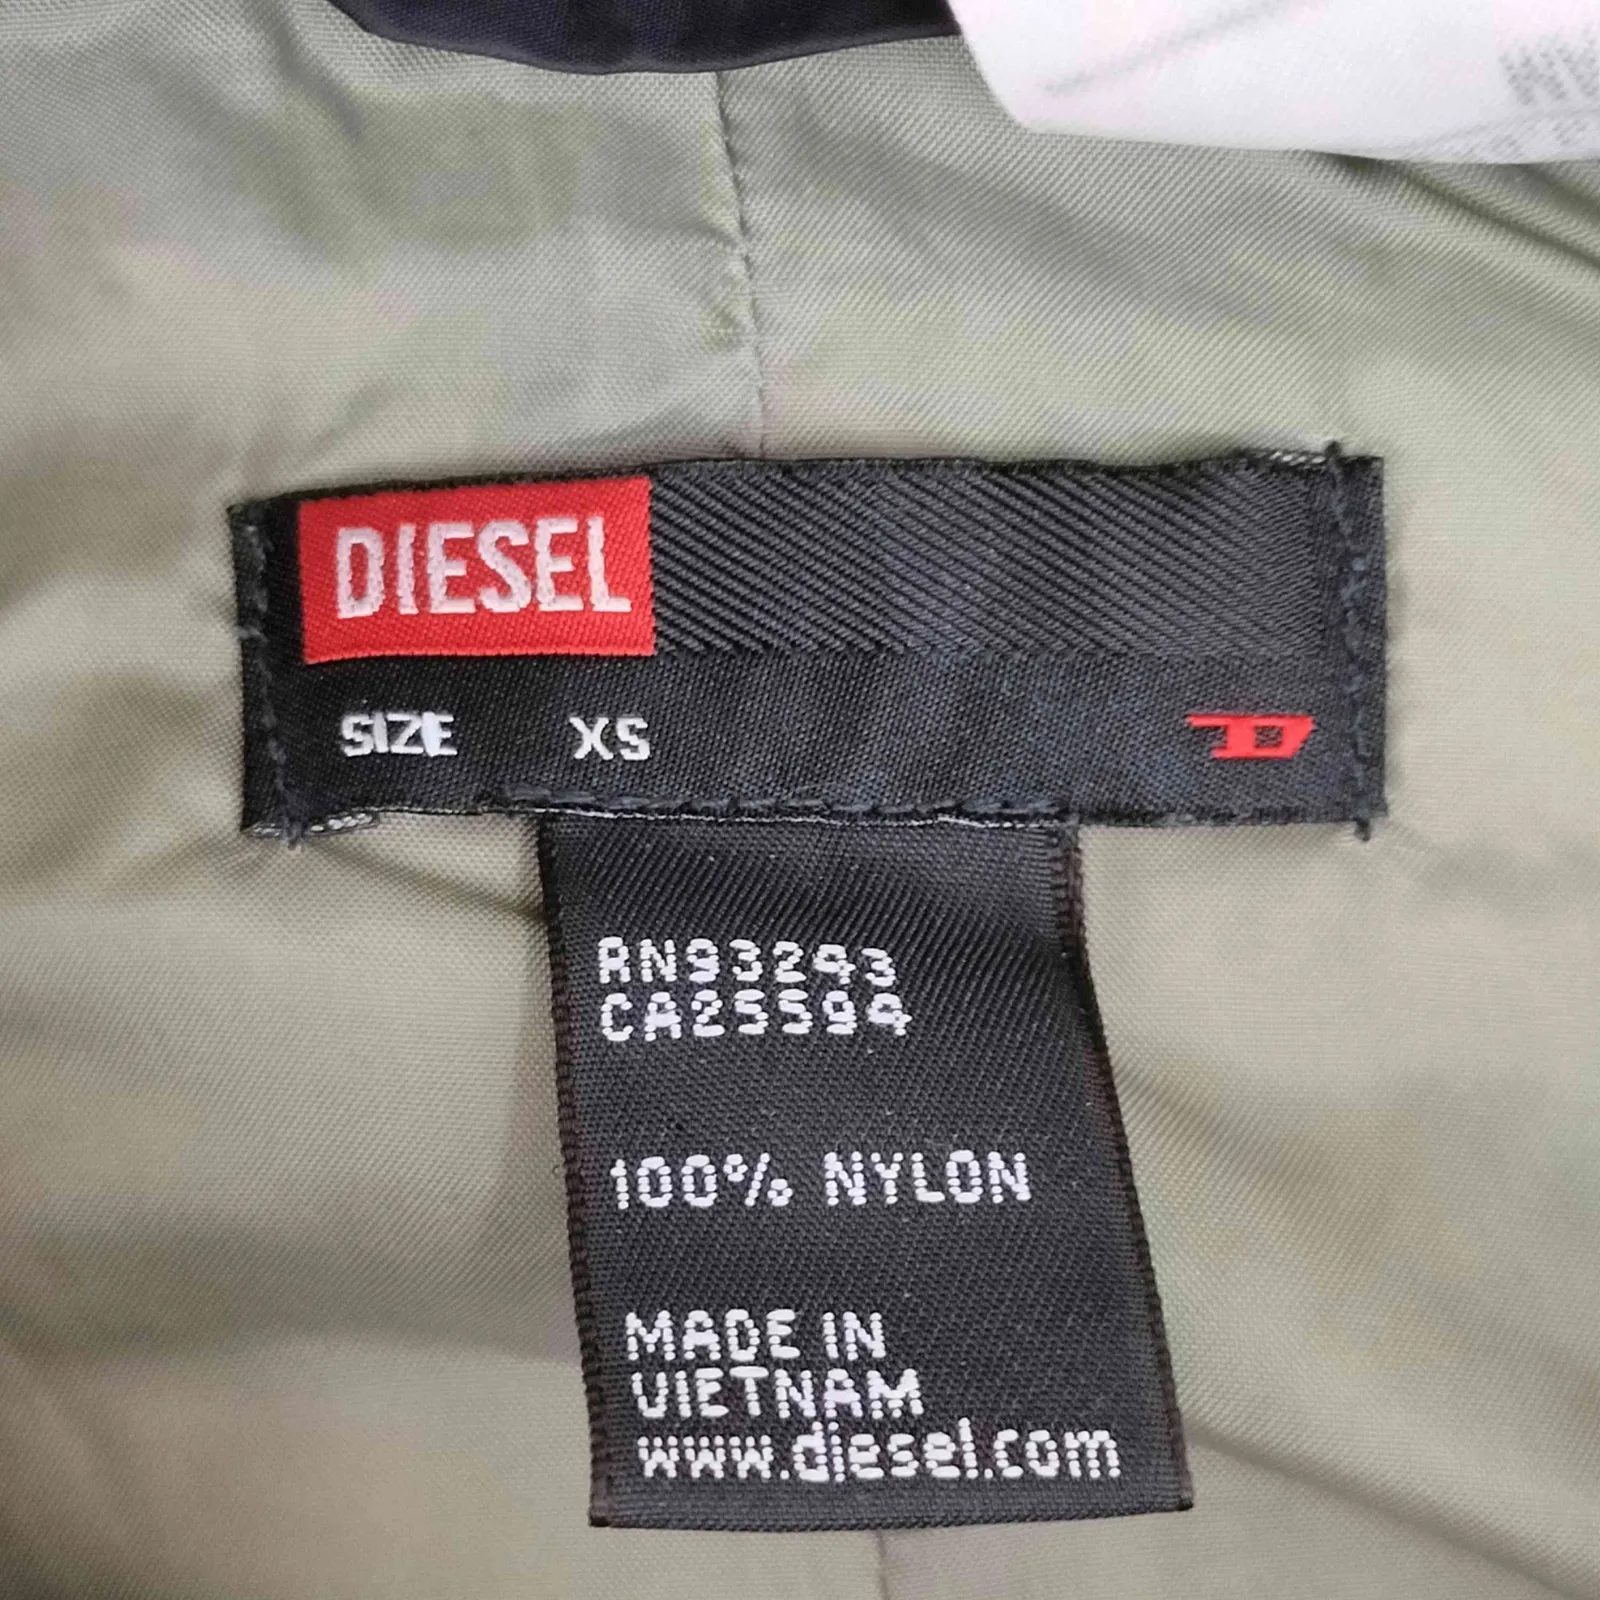 DIESEL
SIZE XS D
RN93243
CA25594
100% NYLON
MADE IN
VIETNAM
www.diesel.com